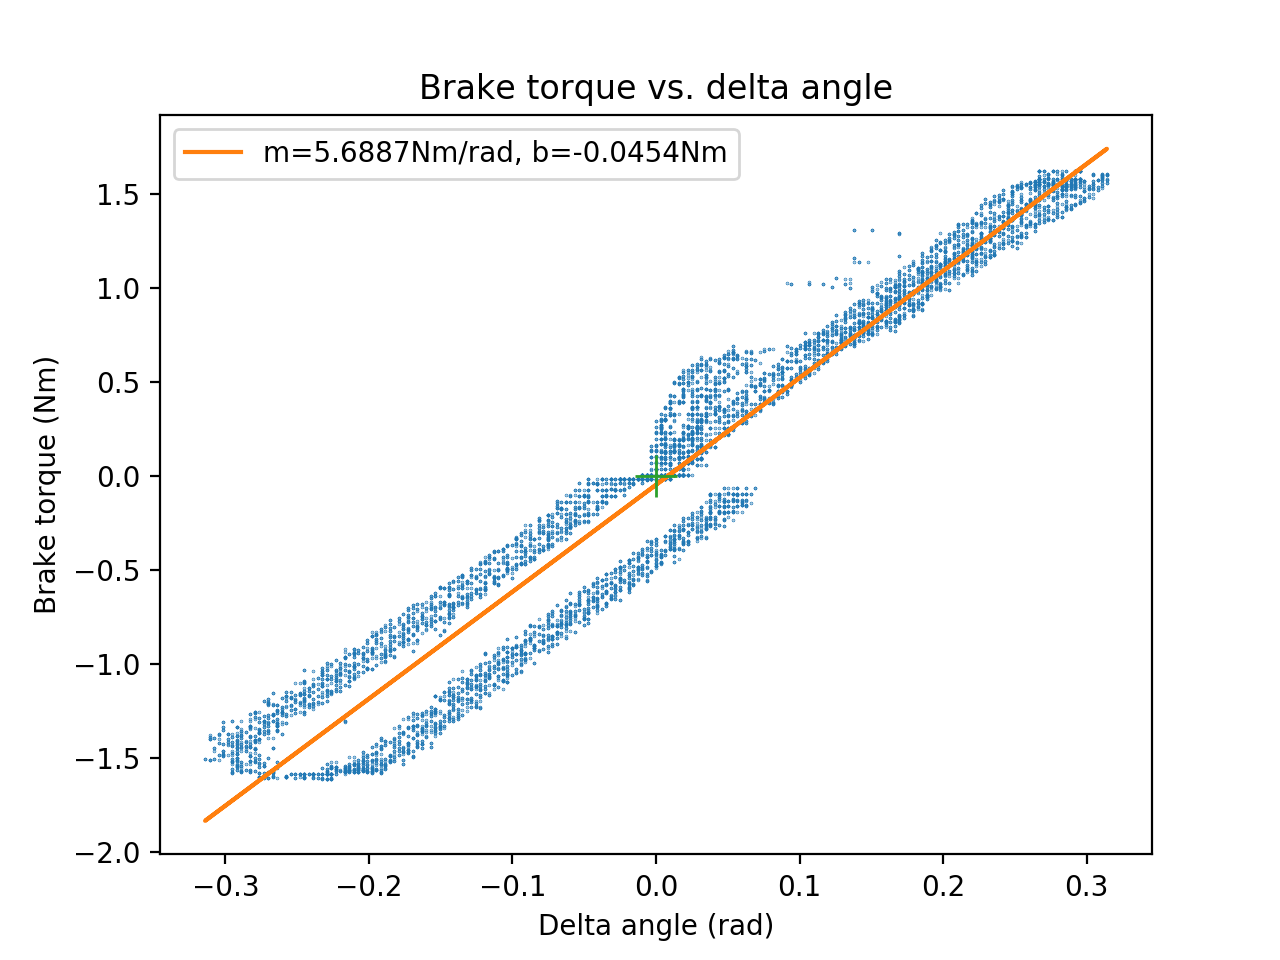 Brake torque vs. delta angle
m=5.6887Nm/rad, b=-0.0454Nm
Brake torque (Nm)
1.5
1.0
0.5
0.0
−0.5
−1.0
−1.5
−2.0
−0.3 −0.2 −0.1 0.0 0.1 0.2 0.3
Delta angle (rad)